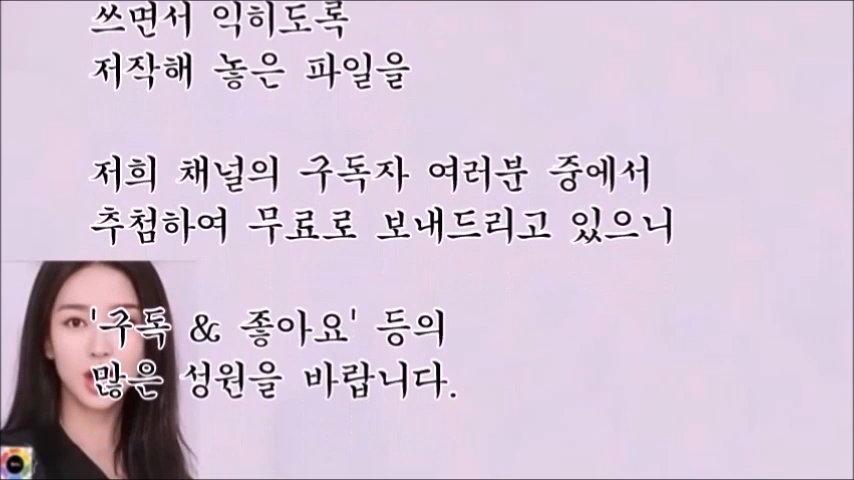 쓰면서 익히도록
저작해 놓은 파일을
저희 채널의 구독자 여러분 중에서
추첨하여 무료로 보내드리고 있으니
'구독 & 좋아요' 등의
많은 성원을 바랍니다.